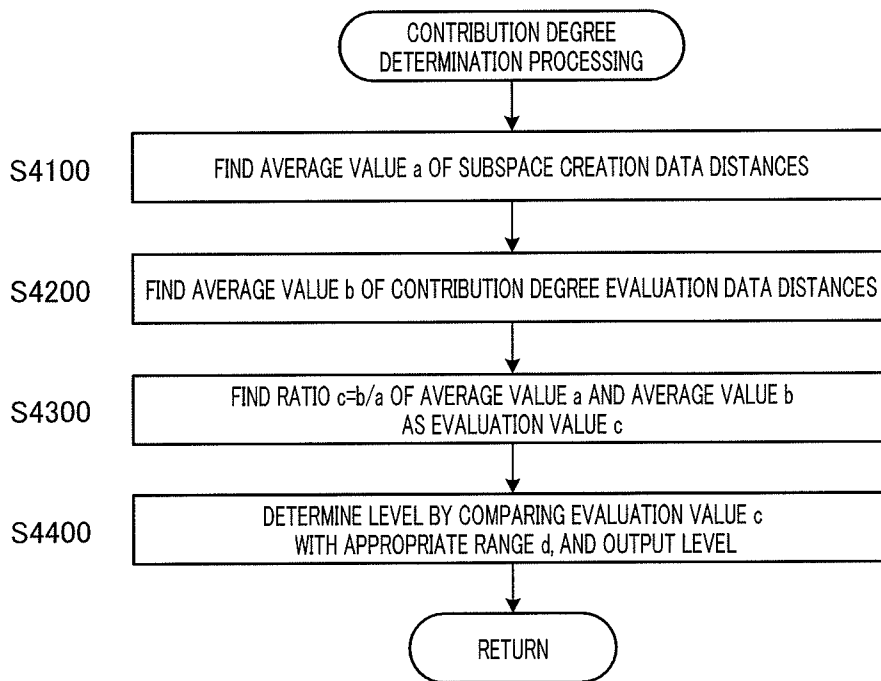 CONTRIBUTION DEGREE
DETERMINATION PROCESSING
S4100
FIND AVERAGE VALUE a OF SUBSPACE CREATION DATA DISTANCES
S4200
FIND AVERAGE VALUE b OF CONTRIBUTION DEGREE EVALUATION DATA DISTANCES
S4300
FIND RATIO c=b/a OF AVERAGE VALUE a AND AVERAGE VALUE b
AS EVALUATION VALUE c
S4400
DETERMINE LEVEL BY COMPARING EVALUATION VALUE c
WITH APPROPRIATE RANGE d, AND OUTPUT LEVEL
RETURN